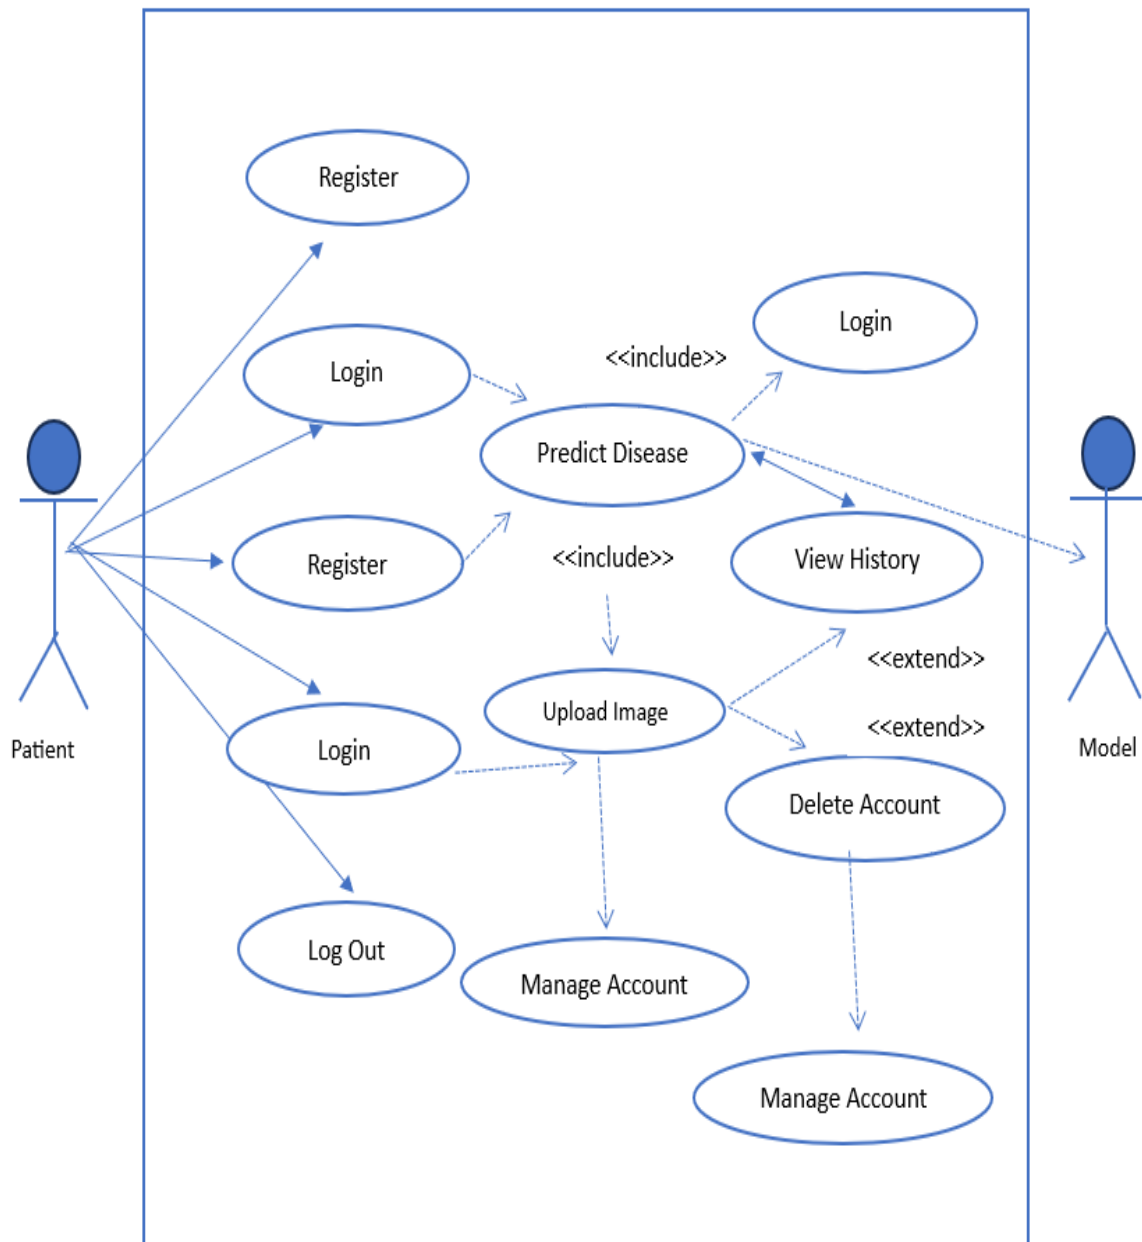 Register
Login
<<include>>
Login
Predict Disease
Register
<<include>>
View History
<<extend>>
Upload Image
<<extend>>
Patient
Login
Model
Delete Account
Log Out
Manage Account
Manage Account